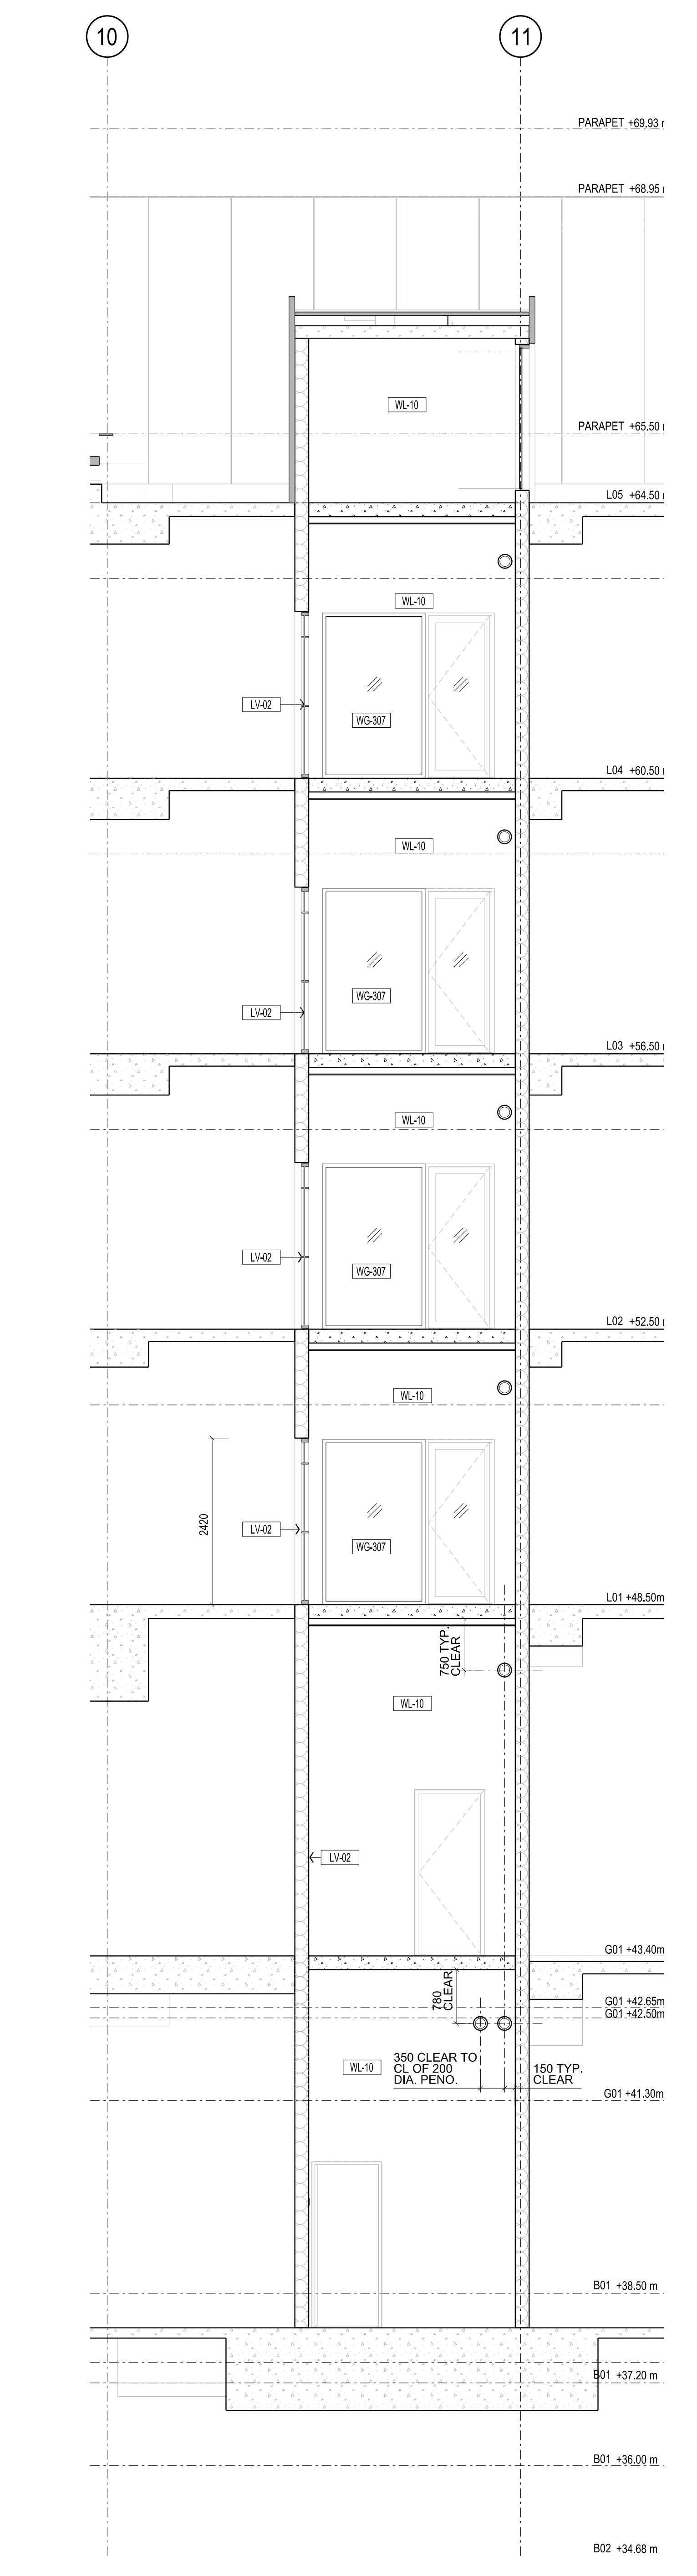 10
11
PARAPET +69.93 m
PARAPET +68.95
WL-10
PARAPET +65.50
L05 +64.50
WL-10
LV-02
WG-307
L04 +60.50
WL-10
WG-307
LV-02
L03 +56.50
WL-10
LV-02
WG-307
L02 +52.50
WL-10
2420
LV-02
WG-307
L01 +48.50m
750 TYP.
CLEAR
WL-10
LV-02
G01 +43.40m
780
CLEAR
G01 +42.65m
G01 +42.50m
350 CLEAR TO
CL OF 200
DIA. PENO.
WL-10
150 TYP.
CLEAR
G01 +41.30m
B01 +38.50 m
B01 +37.20 m
B01 +36.00 m
B02 +34.68 m